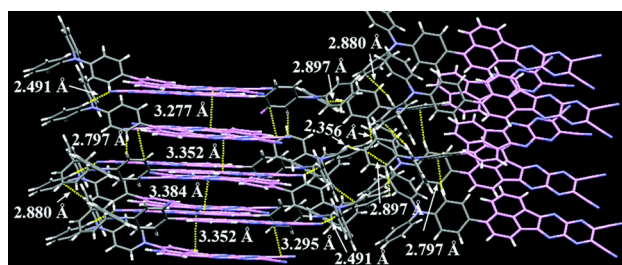 2.880 Å
2.897 Å
2.491 Å
3.277 Å
2.356 Å
2.797 Å
3.352 Å
3.384 Å
2.880 Å
2.897 Å
3.352 Å
3.295 Å
2.797 Å
2.491 Å